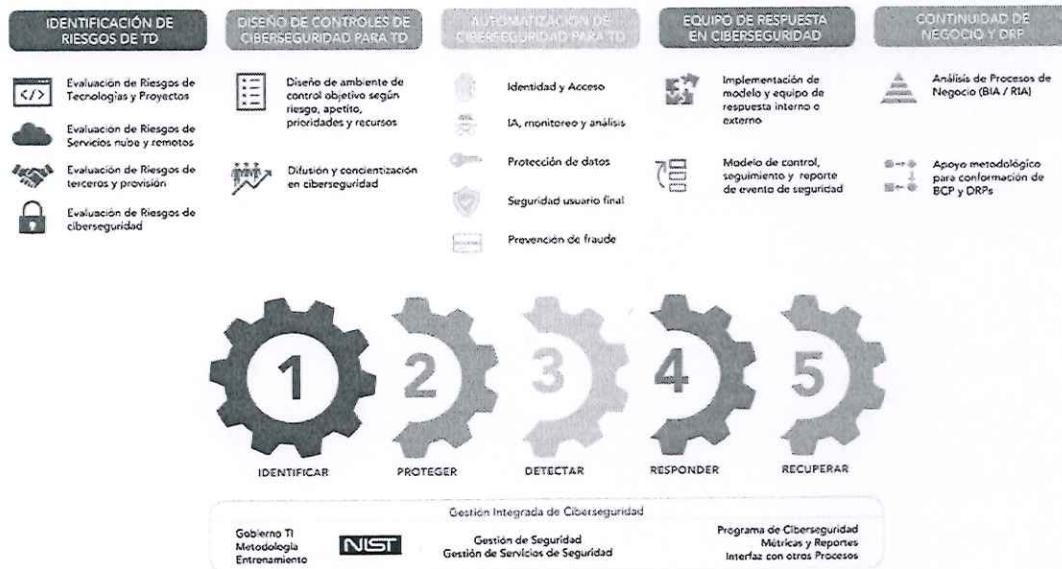 IDENTIFICACIÓN DE
RIESGOS DE TD
Evaluación de Riesgos de
Tecnologías y Proyectos
Evaluación de Riesgos de
Servicios nube y remotos
Evaluación de Riesgos de
terceros y provisión
Evaluación de Riesgos de
ciberseguridad
DISEÑO DE CONTROLES DE
CIBERSEGURIDAD PARA TD
Diseño de ambiente de
control objetivo según
riesgo, apetito,
prioridades y recursos
Difusión y concientización
en ciberseguridad
AUTOMATIZACIÓN DE
CIBERSEGURIDAD PARA TD
Identidad y Acceso
IA, monitoreo y análisis
Protección de datos
Seguridad usuario final
Prevención de fraude
EQUIPO DE RESPUESTA
EN CIBERSEGURIDAD
Implementación de
modelo y equipo de
respuesta interno o
externo
Modelo de control,
seguimiento y reporte
de evento de seguridad
CONTINUIDAD DE
NEGOCIO Y DRP
Análisis de Procesos de
Negocio (BIA / RIA)
Apoyo metodológico
para conformación de
BCP y DRPs
1
2
3
4
5
IDENTIFICAR
PROTEGER
DETECTAR
RESPONDER
RECUPERAR
Gestión Integrada de Ciberseguridad
Gobierno TI
Metodología
Entrenamiento
NIST
Gestión de Seguridad
Gestión de Servicios de Seguridad
Programa de Ciberseguridad
Métricas y Reportes
Interfaz con otros Procesos